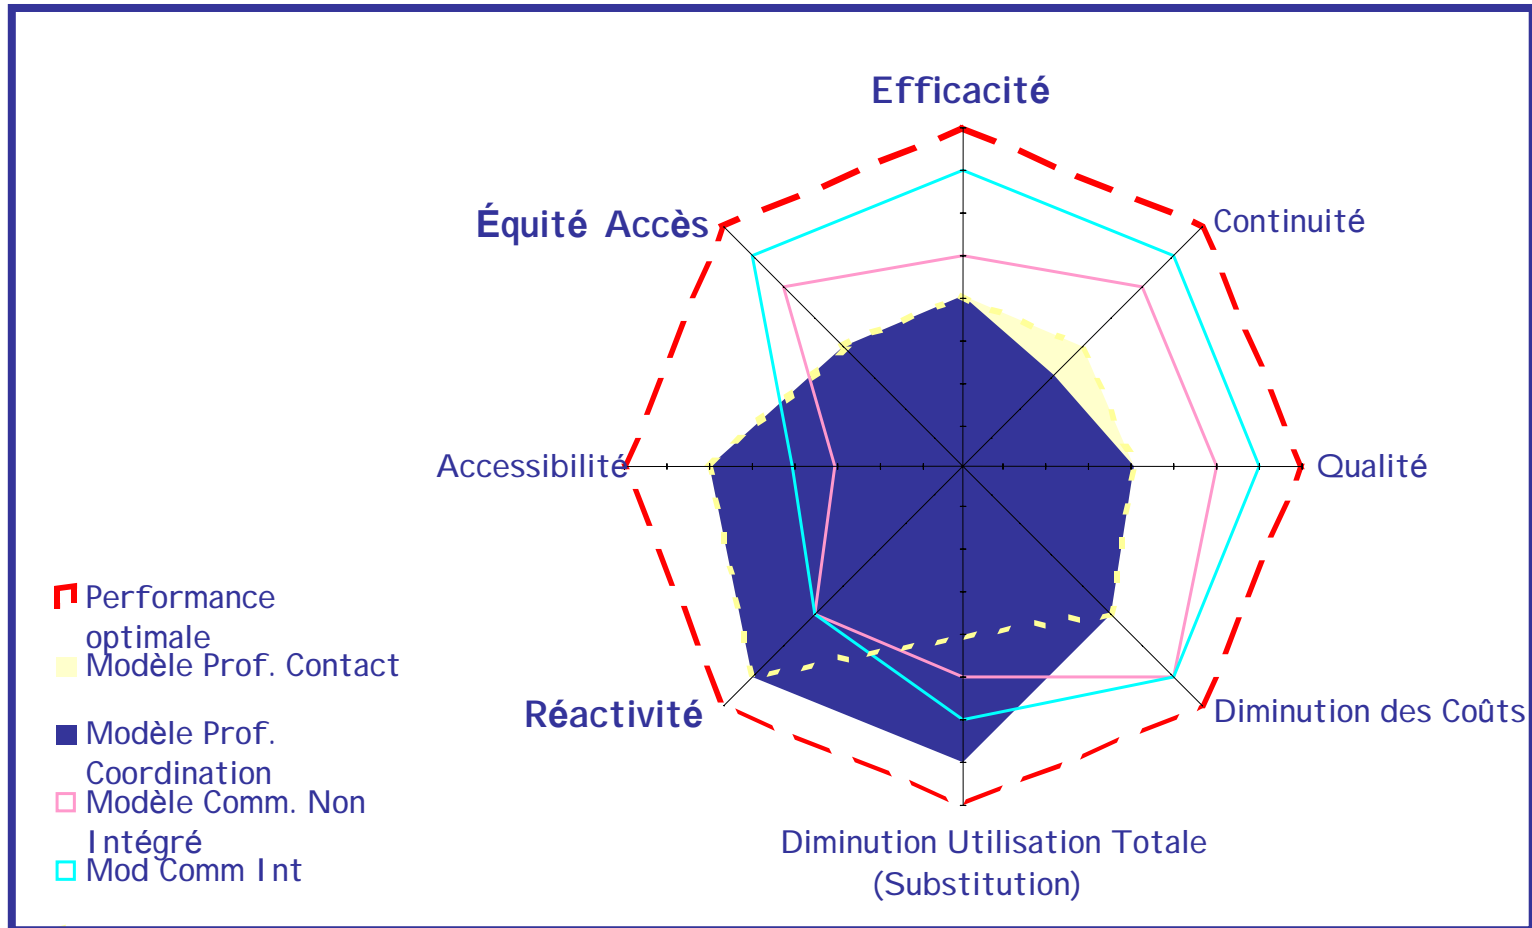 Efficacité
Continuité
Équité Accès
Qualité
Accessibilité
Diminution des Coûts
Réactivité
Diminution Utilisation Totale
(Substitution)
Performance
optimale
Modèle Prof. Contact
Modèle Prof.
Coordination
Modèle Comm. Non
Intégré
Mod Comm Int